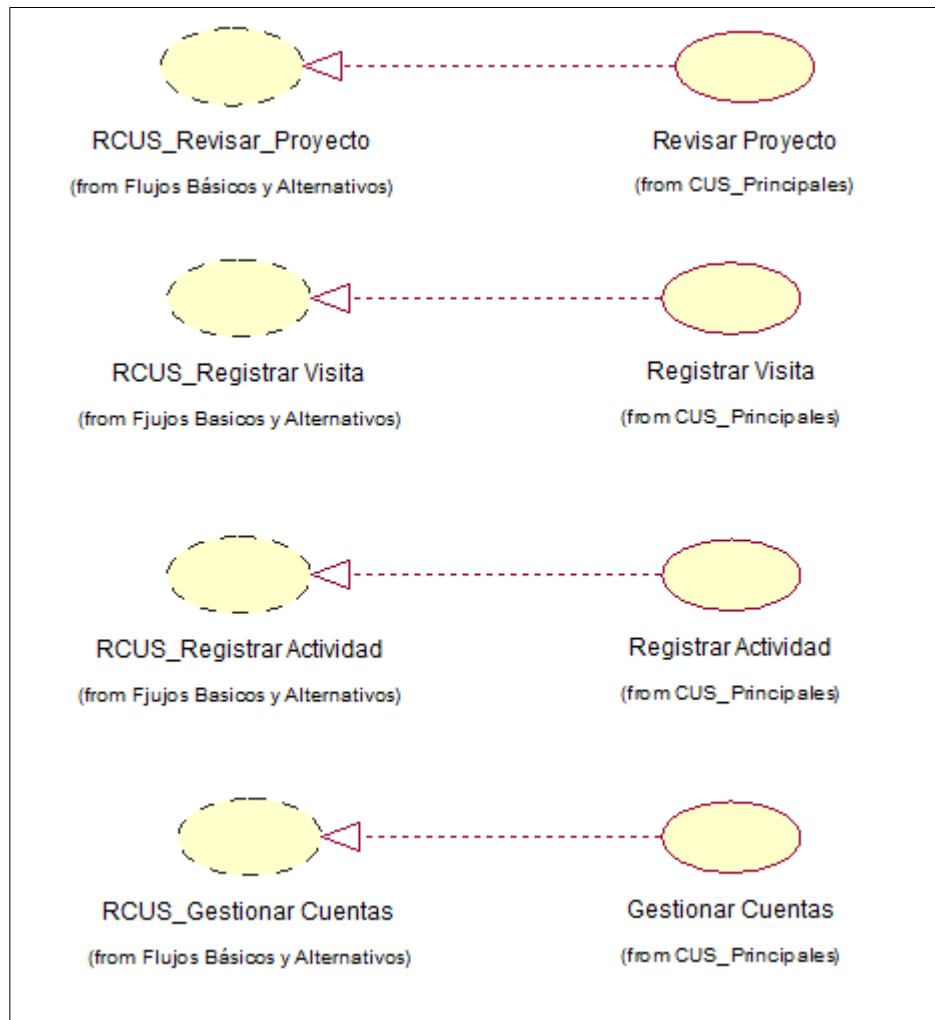 RCUS_Revisar_Proyecto
Revisar Proyecto
(from Flujos Básicos y Alternativos)
(from CUS_Principales)
RCUS_Registrar Visita
Registrar Visita
(from Fjujos Basicos y Alternativos)
(from CUS_Principales)
RCUS_Registrar Actividad
Registrar Actividad
(from Fjujos Basicos y Alternativos)
(from CUS_Principales)
RCUS_Gestionar Cuentas
Gestionar Cuentas
(from Flujos Básicos y Alternativos)
(from CUS_Principales)